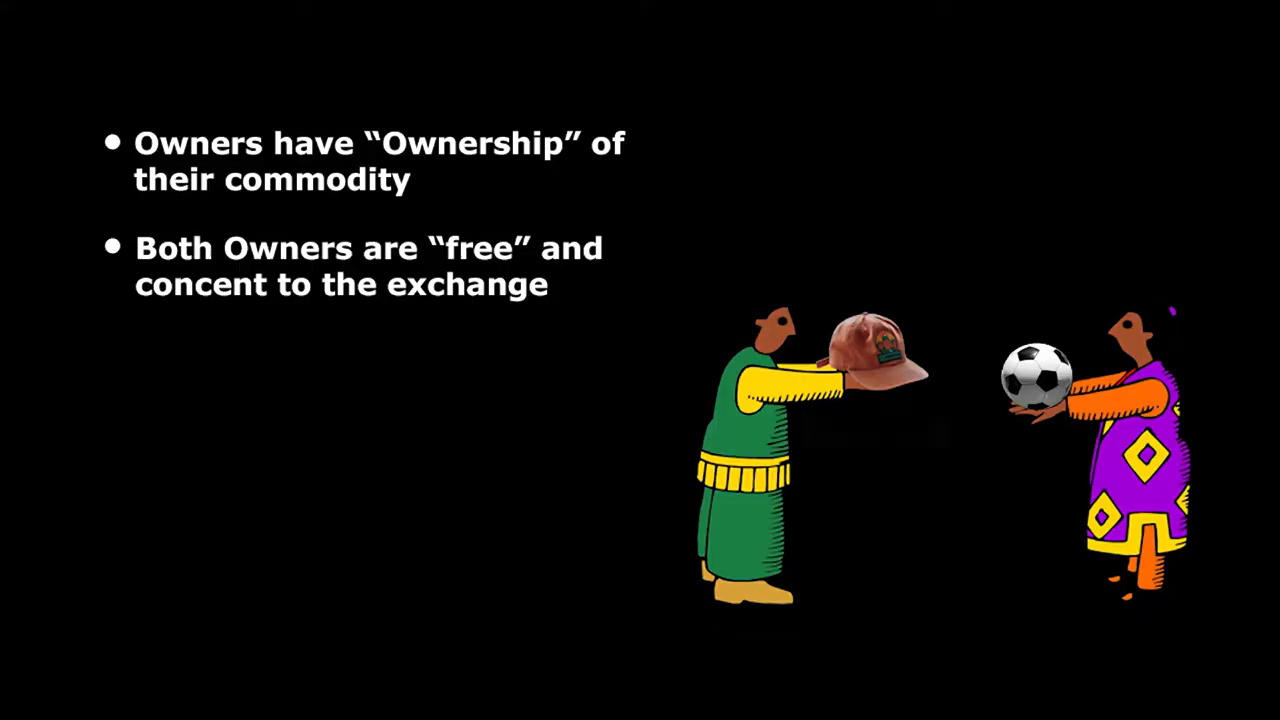 • Owners have “Ownership” of
their commodity
• Both Owners are “free” and
concent to the exchange